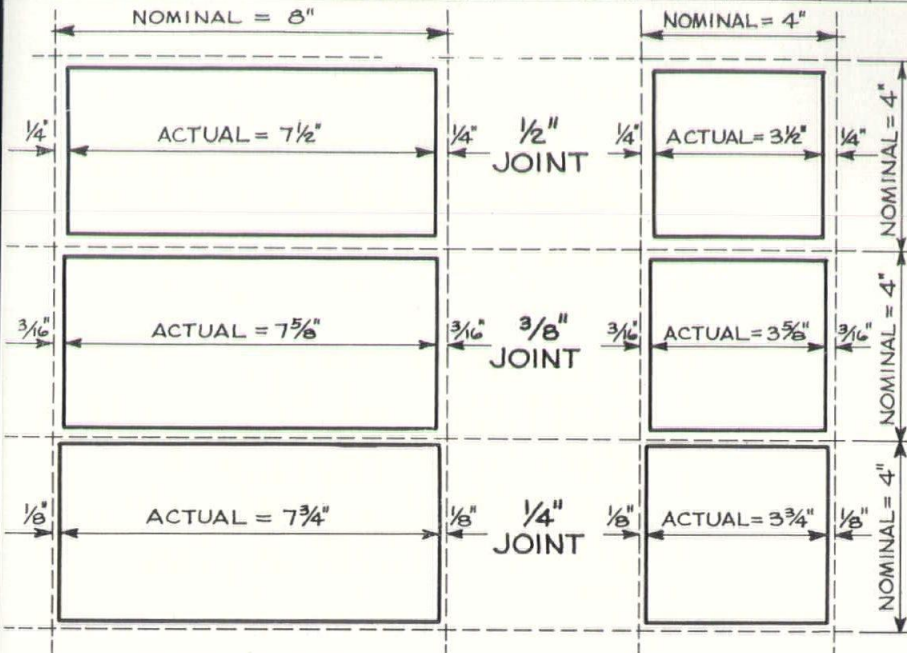 NOMINAL = 8"
NOMINAL = 4"
1/4"
ACTUAL = 7 1/2"
1/4"
1/2"
JOINT
1/4"
ACTUAL = 3 1/2"
1/4"
NOMINAL = 4"
3/16"
ACTUAL = 7 5/8"
3/16"
3/8"
JOINT
3/16"
ACTUAL = 3 5/8"
3/16"
NOMINAL = 4"
1/8"
ACTUAL = 7 3/4"
1/8"
1/4"
JOINT
1/8"
ACTUAL = 3 3/4"
1/8"
NOMINAL = 4"